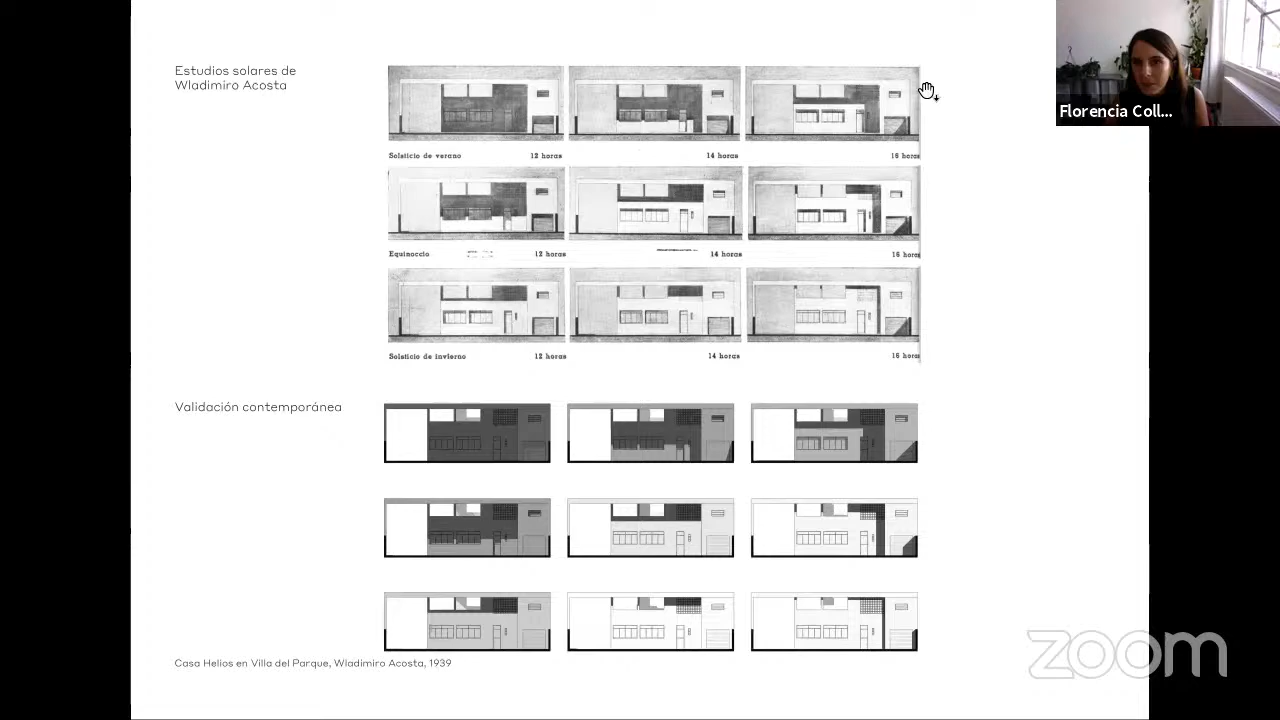 Estudios solares de
Wladimiro Acosta
Florencia Coll...
Solsticio de verano 12 horas 14 horas 16 horas
Equinoccio 12 horas 14 horas 16 horas
Solsticio de invierno 12 horas 14 horas 16 horas
Validación contemporánea
Casa Helios en Villa del Parque, Wladimiro Acosta, 1939
zoom